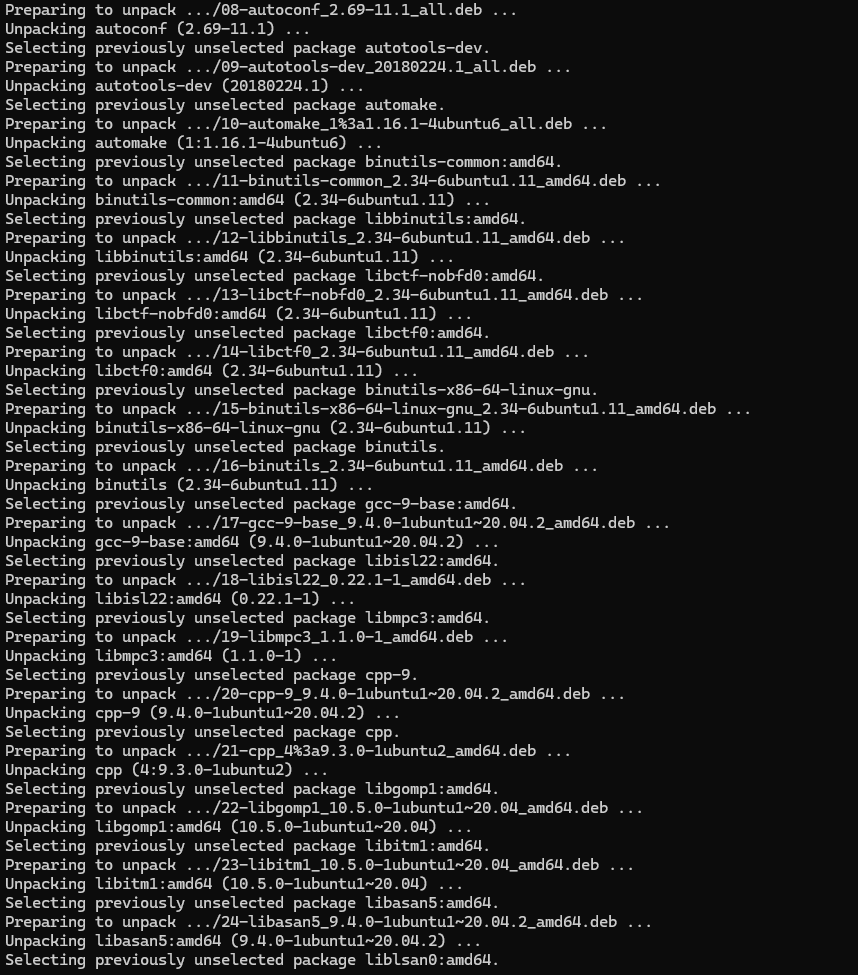 Preparing to unpack .../08-autoconf_2.69-11.1_all.deb ...
Unpacking autoconf (2.69-11.1) ...
Selecting previously unselected package autotools-dev.
Preparing to unpack .../09-autotools-dev_20180224.1_all.deb ...
Unpacking autotools-dev (20180224.1) ...
Selecting previously unselected package automake.
Preparing to unpack .../10-automake_1%3a1.16.1-4ubuntu6_all.deb ...
Unpacking automake (1:1.16.1-4ubuntu6) ...
Selecting previously unselected package binutils-common:amd64.
Preparing to unpack .../11-binutils-common_2.34-6ubuntu1.11_amd64.deb ...
Unpacking binutils-common:amd64 (2.34-6ubuntu1.11) ...
Selecting previously unselected package libbinutils:amd64.
Preparing to unpack .../12-libbinutils_2.34-6ubuntu1.11_amd64.deb ...
Unpacking libbinutils:amd64 (2.34-6ubuntu1.11) ...
Selecting previously unselected package libctf-nobfd0:amd64.
Preparing to unpack .../13-libctf-nobfd0_2.34-6ubuntu1.11_amd64.deb ...
Unpacking libctf-nobfd0:amd64 (2.34-6ubuntu1.11) ...
Selecting previously unselected package libctf0:amd64.
Preparing to unpack .../14-libctf0_2.34-6ubuntu1.11_amd64.deb ...
Unpacking libctf0:amd64 (2.34-6ubuntu1.11) ...
Selecting previously unselected package binutils-x86-64-linux-gnu.
Preparing to unpack .../15-binutils-x86-64-linux-gnu_2.34-6ubuntu1.11_amd64.deb ...
Unpacking binutils-x86-64-linux-gnu (2.34-6ubuntu1.11) ...
Selecting previously unselected package binutils.
Preparing to unpack .../16-binutils_2.34-6ubuntu1.11_amd64.deb ...
Unpacking binutils (2.34-6ubuntu1.11) ...
Selecting previously unselected package gcc-9-base:amd64.
Preparing to unpack .../17-gcc-9-base_9.4.0-1ubuntu1~20.04.2_amd64.deb ...
Unpacking gcc-9-base:amd64 (9.4.0-1ubuntu1~20.04.2) ...
Selecting previously unselected package libisl22:amd64.
Preparing to unpack .../18-libisl22_0.22.1-1_amd64.deb ...
Unpacking libisl22:amd64 (0.22.1-1) ...
Selecting previously unselected package libmpc3:amd64.
Preparing to unpack .../19-libmpc3_1.1.0-1_amd64.deb ...
Unpacking libmpc3:amd64 (1.1.0-1) ...
Selecting previously unselected package cpp-9.
Preparing to unpack .../20-cpp-9_9.4.0-1ubuntu1~20.04.2_amd64.deb ...
Unpacking cpp-9 (9.4.0-1ubuntu1~20.04.2) ...
Selecting previously unselected package cpp.
Preparing to unpack .../21-cpp_4%3a9.3.0-1ubuntu2_amd64.deb ...
Unpacking cpp (4:9.3.0-1ubuntu2) ...
Selecting previously unselected package libgomp1:amd64.
Preparing to unpack .../22-libgomp1_10.5.0-1ubuntu1~20.04_amd64.deb ...
Unpacking libgomp1:amd64 (10.5.0-1ubuntu1~20.04) ...
Selecting previously unselected package libitm1:amd64.
Preparing to unpack .../23-libitm1_10.5.0-1ubuntu1~20.04_amd64.deb ...
Unpacking libitm1:amd64 (10.5.0-1ubuntu1~20.04) ...
Selecting previously unselected package libasan5:amd64.
Preparing to unpack .../24-libasan5_9.4.0-1ubuntu1~20.04.2_amd64.deb ...
Unpacking libasan5:amd64 (9.4.0-1ubuntu1~20.04.2) ...
Selecting previously unselected package liblsan0:amd64.